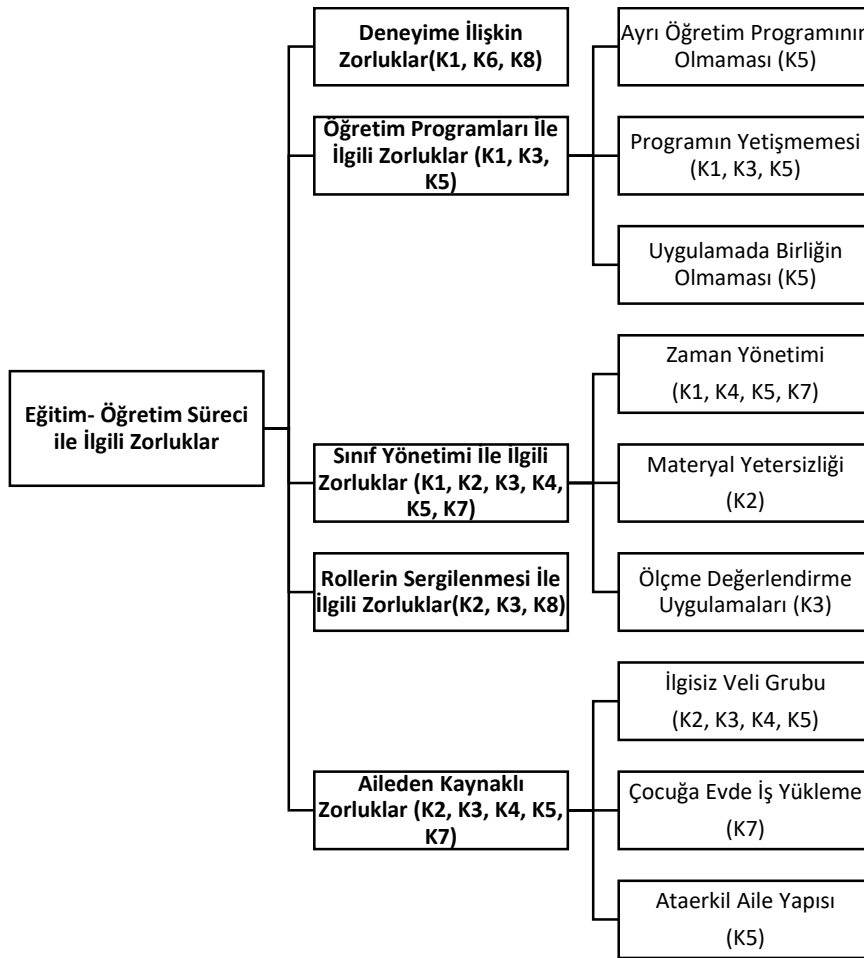 Eğitim- Öğretim Süreci
ile İlgili Zorluklar
Deneyime İlişkin
Zorluklar(K1, K6, K8)
Öğretim Programları İle
İlgili Zorluklar (K1, K3,
K5)
Ayrı Öğretim Programının
Olmaması (K5)
Programın Yetişmemesi
(K1, K3, K5)
Uygulamada Birliğin
Olmaması (K5)
Sınıf Yönetimi İle İlgili
Zorluklar (K1, K2, K3, K4,
K5, K7)
Zaman Yönetimi
(K1, K4, K5, K7)
Materyal Yetersizliği
(K2)
Ölçme Değerlendirme
Uygulamaları (K3)
Rollerin Sergilenmesi İle
İlgili Zorluklar(K2, K3, K8)
Aileden Kaynaklı
Zorluklar (K2, K3, K4, K5,
K7)
İlgisiz Veli Grubu
(K2, K3, K4, K5)
Çocuğa Evde İş Yükleme
(K7)
Ataerkil Aile Yapısı
(K5)